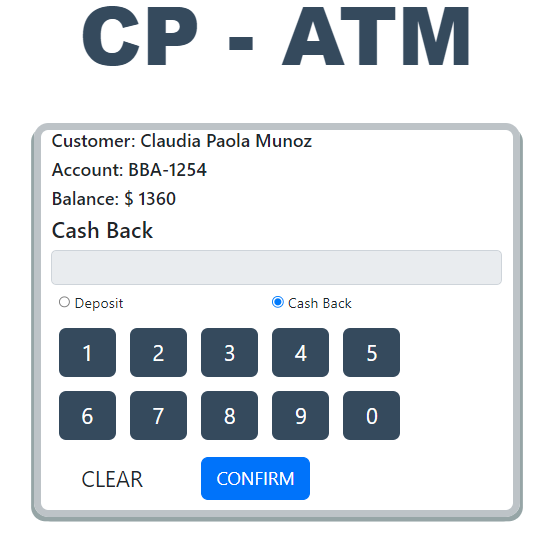 CP - ATM
Customer: Claudia Paola Munoz
Account: BBA-1254
Balance: $ 1360
Cash Back
Deposit Cash Back
1 2 3 4 5
6 7 8 9 0
CLEAR CONFIRM